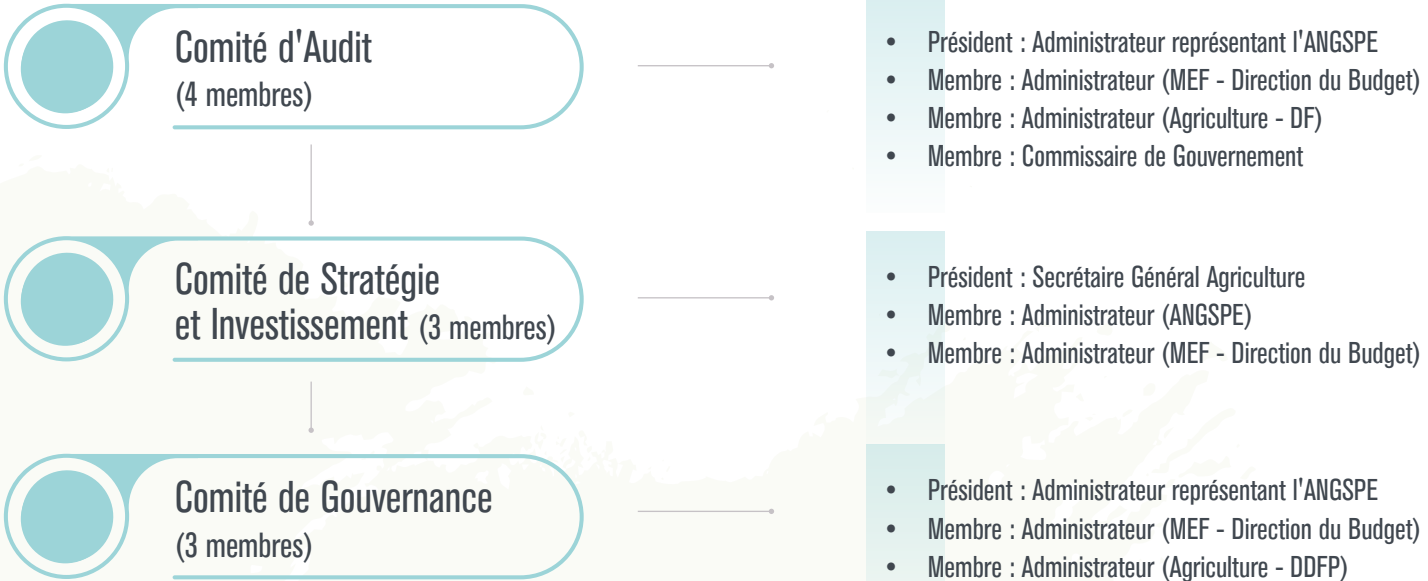 Comité d'Audit
(4 membres)
• Président : Administrateur représentant l'ANGSPE
• Membre : Administrateur (MEF - Direction du Budget)
• Membre : Administrateur (Agriculture - DF)
• Membre : Commissaire de Gouvernement
Comité de Stratégie
et Investissement (3 membres)
• Président : Secrétaire Général Agriculture
• Membre : Administrateur (ANGSPE)
• Membre : Administrateur (MEF - Direction du Budget)
Comité de Gouvernance
(3 membres)
• Président : Administrateur représentant l'ANGSPE
• Membre : Administrateur (MEF - Direction du Budget)
• Membre : Administrateur (Agriculture - DDFP)